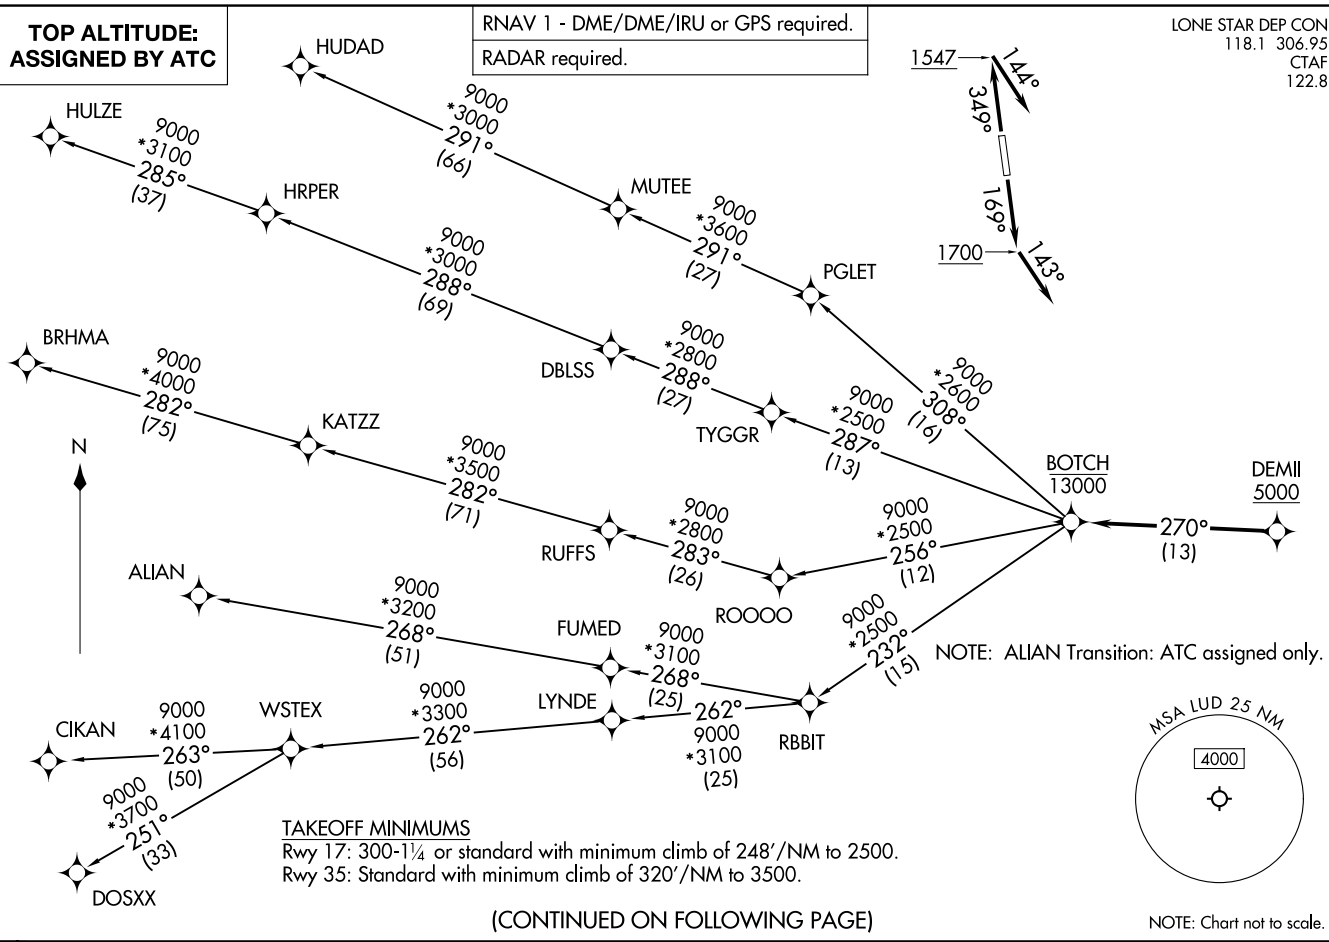 TOP ALTITUDE:
ASSIGNED BY ATC
RNAV 1 - DME/DME/IRU or GPS required.
RADAR required.
LONE STAR DEP CON
118.1 306.95
CTAF
122.8
1547
144°
349°
169°
1700
143°
HUDAD
9000
*3000
291°
(66)
MUTEE
9000
*3600
291°
(27)
PGLET
9000
*2600
308°
(16)
HULZE
9000
*3100
285°
(37)
HRPER
9000
*3000
288°
(69)
DBLSS
9000
*2800
288°
(27)
TYGGR
9000
*2500
287°
(13)
BOTCH
13000
DEMII
5000
270°
(13)
BRHMA
9000
*4000
282°
(75)
KATZZ
9000
*3500
282°
(71)
RUFFS
9000
*2800
283°
(26)
ROOOO
9000
*2500
256°
(12)
N
ALIAN
9000
*3200
268°
(51)
FUMED
9000
*3100
268°
(25)
9000
*2500
232°
(15)
NOTE: ALIAN Transition: ATC assigned only.
CIKAN
9000
*4100
263°
(50)
WSTEX
9000
*3300
262°
(56)
LYNDE
262°
9000
*3100
(25)
RBBIT
9000
*3700
251°
(33)
DOSXX
MSA LUD 25 NM
4000
TAKEOFF MINIMUMS
Rwy 17: 300-1¼ or standard with minimum climb of 248'/NM to 2500.
Rwy 35: Standard with minimum climb of 320'/NM to 3500.
(CONTINUED ON FOLLOWING PAGE)
NOTE: Chart not to scale.